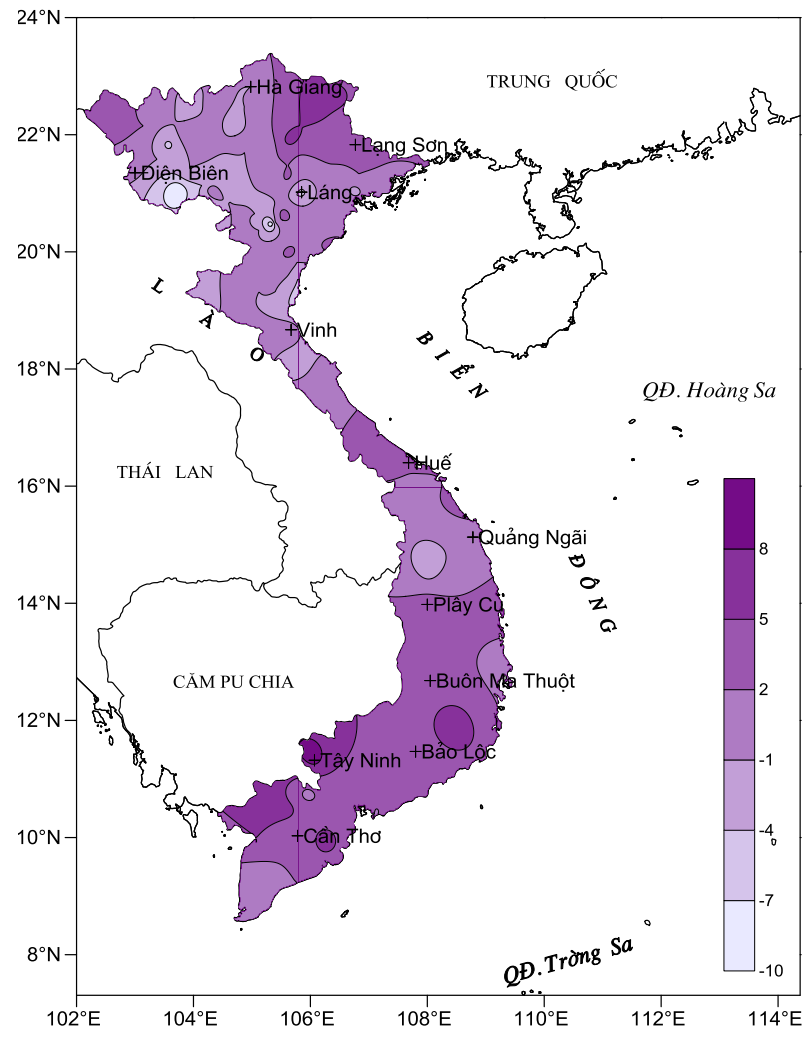 24°N
TRUNG QUỐC
Hà Giang
22°N
Lạng Sơn
Điện Biên
Láng
20°N
LÀO
Vinh
18°N
BIỂN
QĐ. Hoàng Sa
THÁI LAN
Huế
16°N
Quảng Ngãi
ĐÔNG
8
14°N
Plây Cu
5
CĂM PU CHIA
Buôn Ma Thuột
2
12°N
Bảo Lộc
Tây Ninh
-1
10°N
Cần Thơ
-4
-7
8°N
QĐ. Trờng Sa
-10
102°E 104°E 106°E 108°E 110°E 112°E 114°E